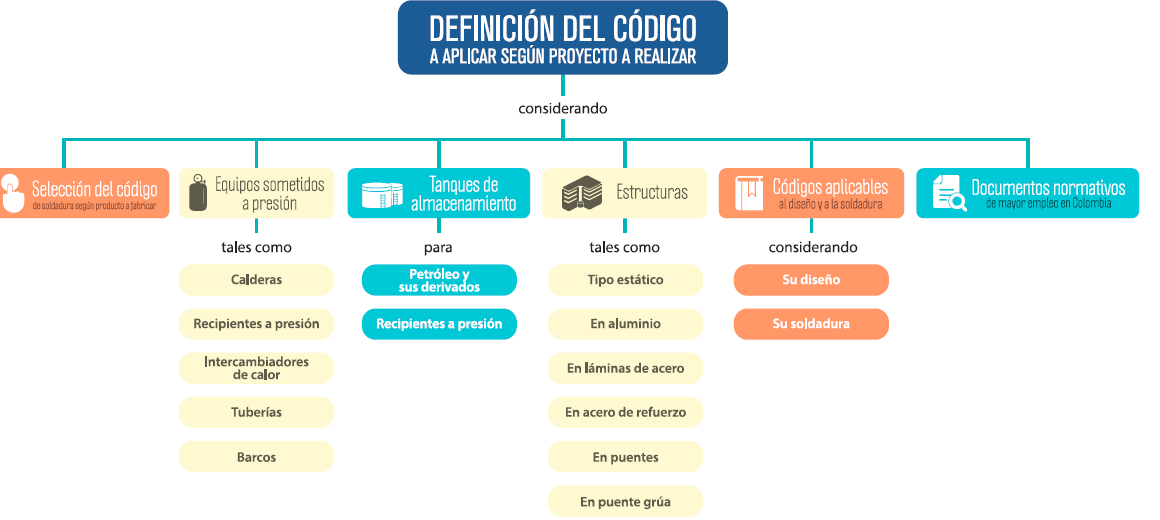 DEFINICIÓN DEL CÓDIGO
A APLICAR SEGÚN PROYECTO A REALIZAR
considerando
Selección del código
de soldadura según producto a fabricar
Equipos sometidos
a presión
tales como
Calderas
Recipientes a presión
Intercambiadores
de calor
Tuberías
Barcos
Tanques de
almacenamiento
para
Petróleo y
sus derivados
Recipientes a presión
Estructuras
tales como
Tipo estático
En aluminio
En láminas de acero
En acero de refuerzo
En puentes
En puente grúa
Códigos aplicables
al diseño y a la soldadura
considerando
Su diseño
Su soldadura
Documentos normativos
de mayor empleo en Colombia